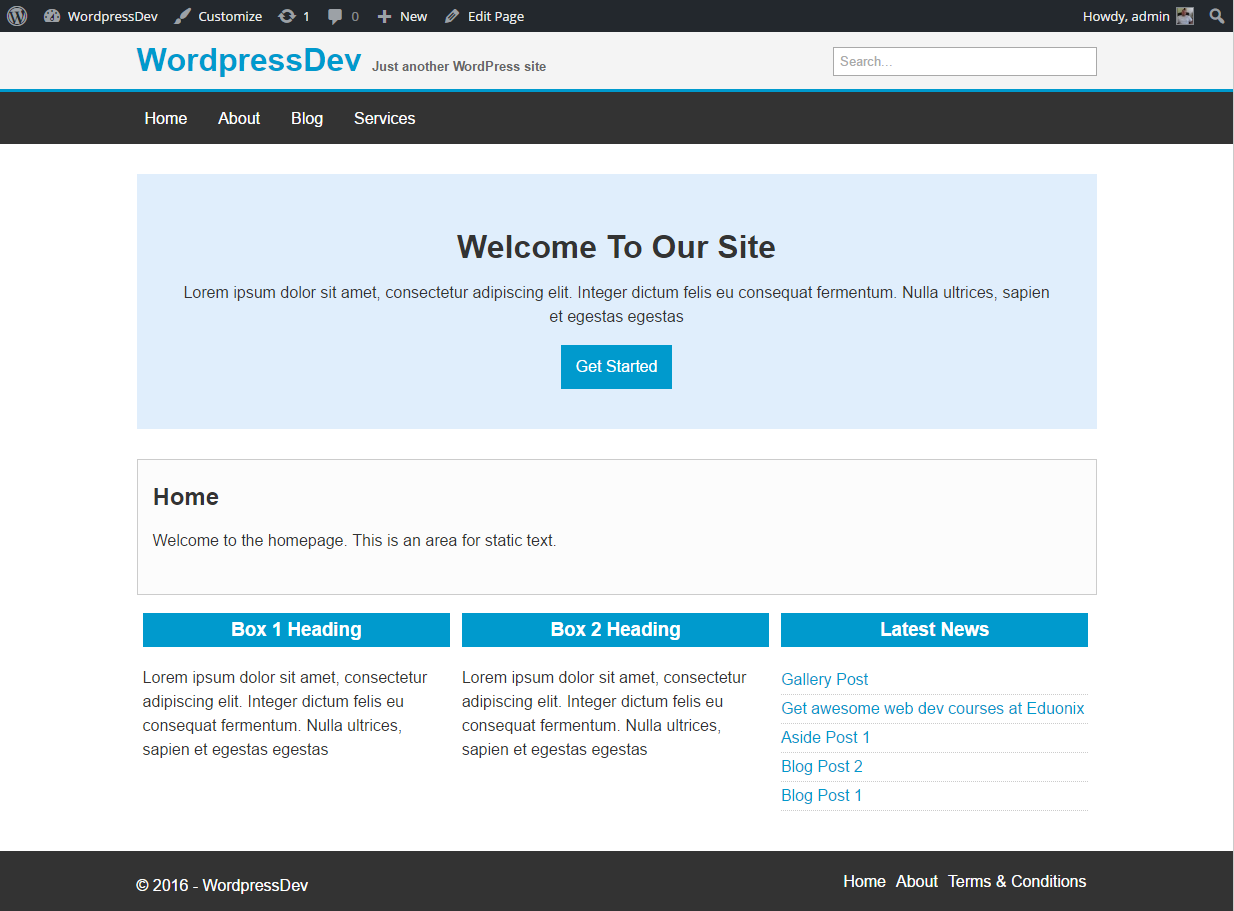 WordpressDev Customize 1 0 New Edit Page Howdy, admin
WordpressDev Just another WordPress site Search...
Home About Blog Services
Welcome To Our Site
Lorem ipsum dolor sit amet, consectetur adipiscing elit. Integer dictum felis eu consequat fermentum. Nulla ultrices, sapien
et egestas egestas
Get Started
Home
Welcome to the homepage. This is an area for static text.
Box 1 Heading
Lorem ipsum dolor sit amet, consectetur
adipiscing elit. Integer dictum felis eu
consequat fermentum. Nulla ultrices,
sapien et egestas egestas
Box 2 Heading
Lorem ipsum dolor sit amet, consectetur
adipiscing elit. Integer dictum felis eu
consequat fermentum. Nulla ultrices,
sapien et egestas egestas
Latest News
Gallery Post
Get awesome web dev courses at Eduonix
Aside Post 1
Blog Post 2
Blog Post 1
© 2016 - WordpressDev Home About Terms & Conditions